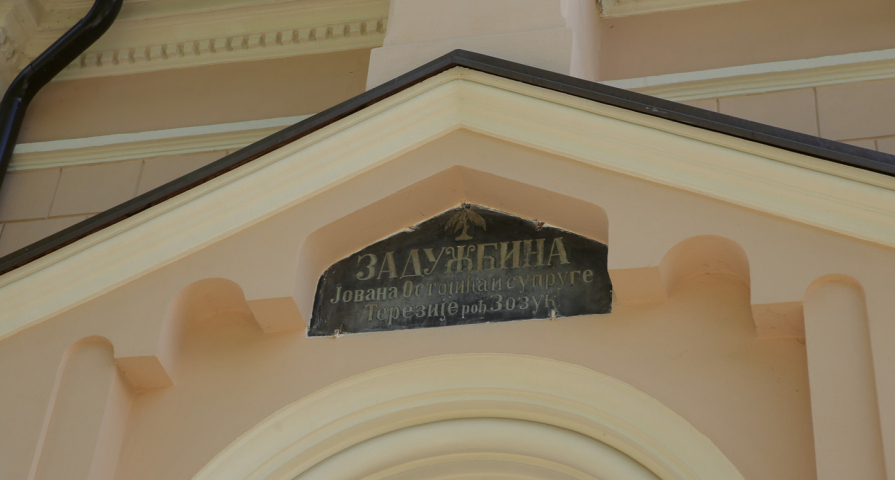 ЗАДУЖБИНА
Јована Остојића и супруге
Терезије рођ. Зозук